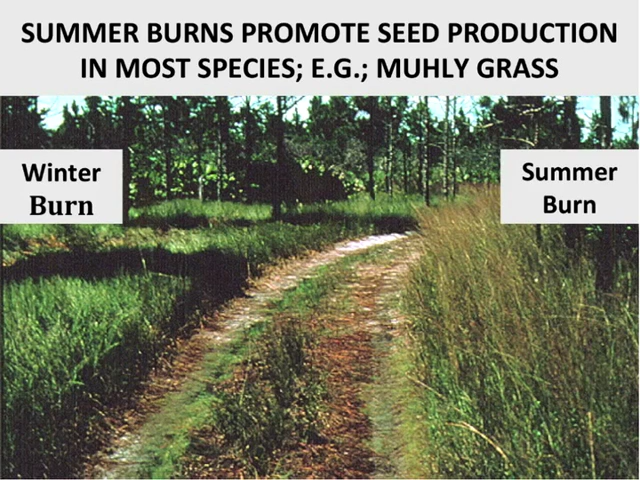 SUMMER BURNS PROMOTE SEED PRODUCTION
IN MOST SPECIES; E.G.; MUHLY GRASS
Winter
Burn
Summer
Burn